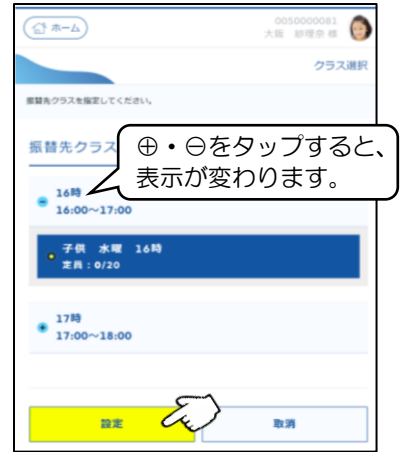 ホーム
0050000081
大阪 紗理奈 様
クラス選択
振替先クラスを指定してください。
振替先クラス
⊕・⊖をタップすると、
表示が変わります。
16時
16:00〜17:00
子供 水曜 16時
定員:0/20
17時
17:00〜18:00
設定
取消